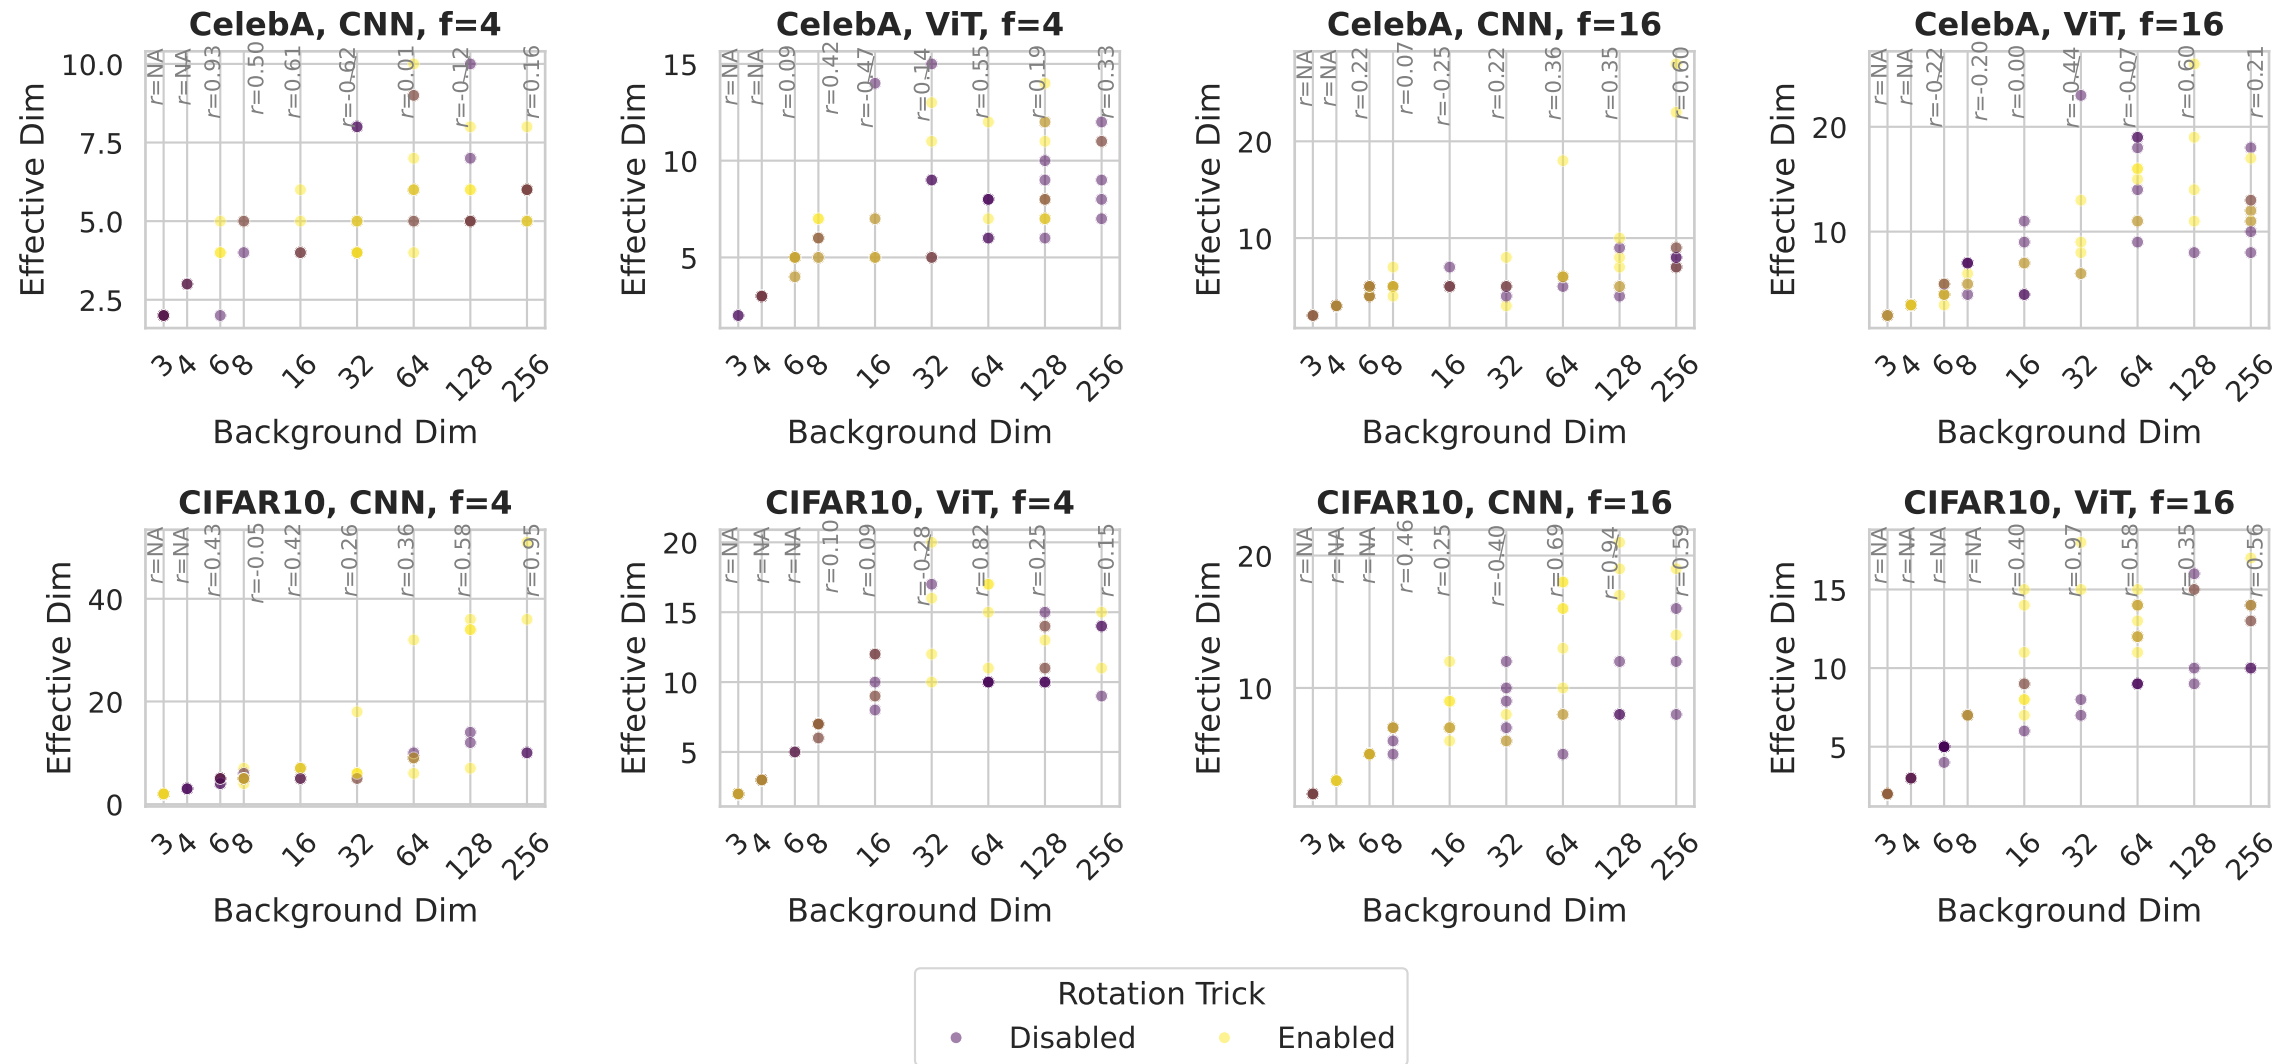 CelebA, CNN, f=4
r=NA
r=NA
r=0.93
r=0.50
r=0.61
r=-0.62
r=0.01
r=-0.12
r=0.16
10.0
7.5
5.0
2.5
Effective Dim
3
4
6
8
16
32
64
128
256
Background Dim
CelebA, ViT, f=4
r=NA
r=NA
r=0.09
r=0.42
r=-0.47
r=0.14
r=0.55
r=0.19
r=0.33
15
10
5
Effective Dim
3
4
6
8
16
32
64
128
256
Background Dim
CelebA, CNN, f=16
r=NA
r=NA
r=0.22
r=0.07
r=-0.25
r=0.22
r=0.36
r=0.35
r=0.60
20
10
Effective Dim
3
4
6
8
16
32
64
128
256
Background Dim
CelebA, ViT, f=16
r=NA
r=NA
r=-0.22
r=-0.20
r=0.00
r=-0.44
r=-0.07
r=0.60
r=0.21
20
10
Effective Dim
3
4
6
8
16
32
64
128
256
Background Dim
CIFAR10, CNN, f=4
r=NA
r=NA
r=0.43
r=-0.05
r=0.42
r=0.26
r=0.36
r=0.58
r=0.95
40
20
0
Effective Dim
3
4
6
8
16
32
64
128
256
Background Dim
CIFAR10, ViT, f=4
r=NA
r=NA
r=NA
r=0.10
r=0.09
r=-0.28
r=0.82
r=0.25
r=0.15
20
15
10
5
Effective Dim
3
4
6
8
16
32
64
128
256
Background Dim
CIFAR10, CNN, f=16
r=NA
r=NA
r=NA
r=0.46
r=0.25
r=-0.40
r=0.69
r=0.94
r=0.59
20
10
Effective Dim
3
4
6
8
16
32
64
128
256
Background Dim
CIFAR10, ViT, f=16
r=NA
r=NA
r=NA
r=NA
r=0.40
r=0.97
r=0.58
r=0.35
r=0.56
15
10
5
Effective Dim
3
4
6
8
16
32
64
128
256
Background Dim
Rotation Trick
Disabled
Enabled